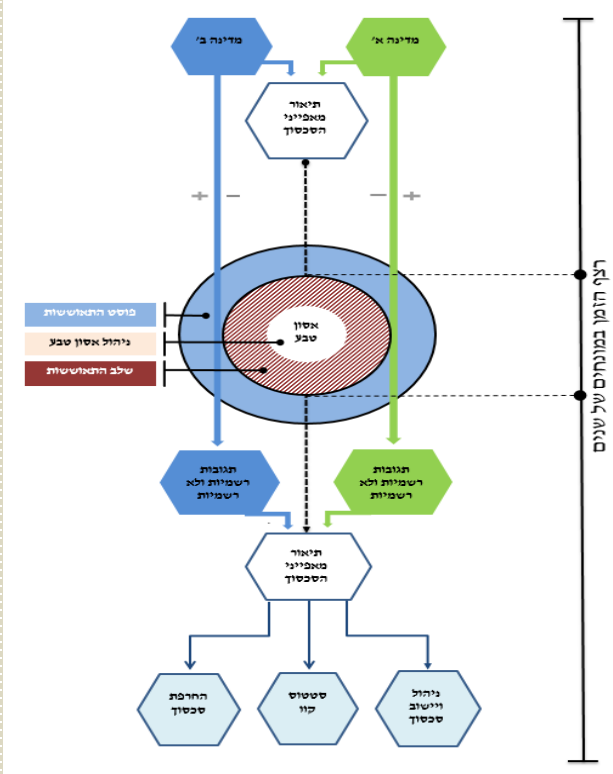 מדינה א'
מדינה ב'
תיאור
מאפייני
הסכסוך
+
−
−
+
אסון
טבע
פוסט התאוששות
ניהול אסון טבע
שלב התאוששות
תגובות
רשמיות ולא
רשמיות
תגובות
רשמיות ולא
רשמיות
תיאור
מאפייני
הסכסוך
ניהול
ויישוב
סכסוך
סטטוס
קוו
החרפת
סכסוך
רצף הזמן במונחים של שנים